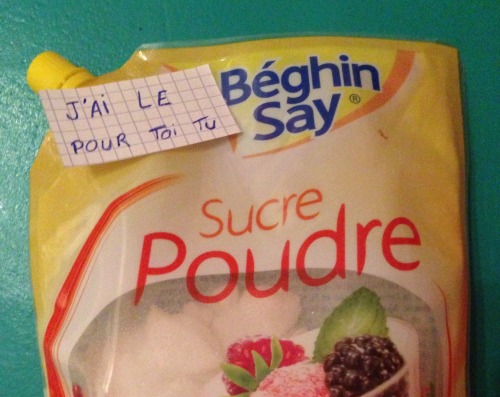 J'Ai LE
POUR Toi Tu
Béghin
Say®
Sucre
Poudre